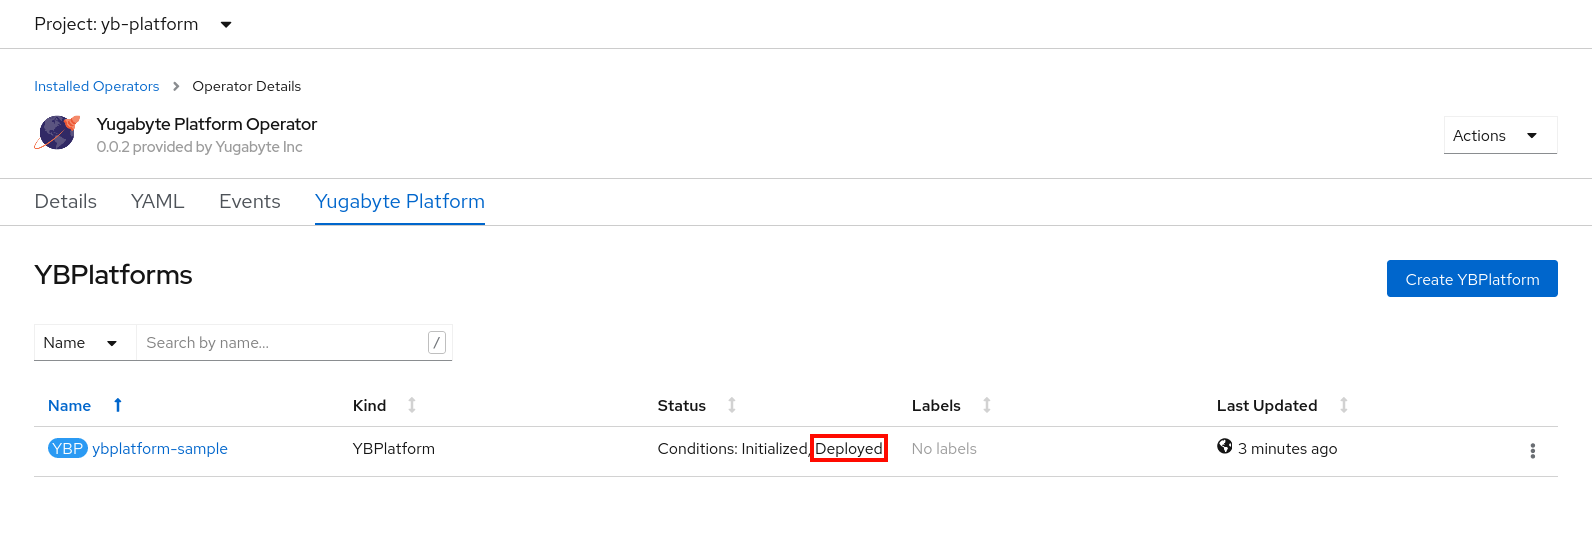 Project: yb-platform
Installed Operators > Operator Details
Yugabyte Platform Operator
0.0.2 provided by Yugabyte Inc
Actions
Details YAML Events Yugabyte Platform
YBPlatforms
Create YBPlatform
Name Search by name... /
Name Kind Status Labels Last Updated
YBP ybplatform-sample YBPlatform Conditions: Initialized, Deployed No labels 3 minutes ago